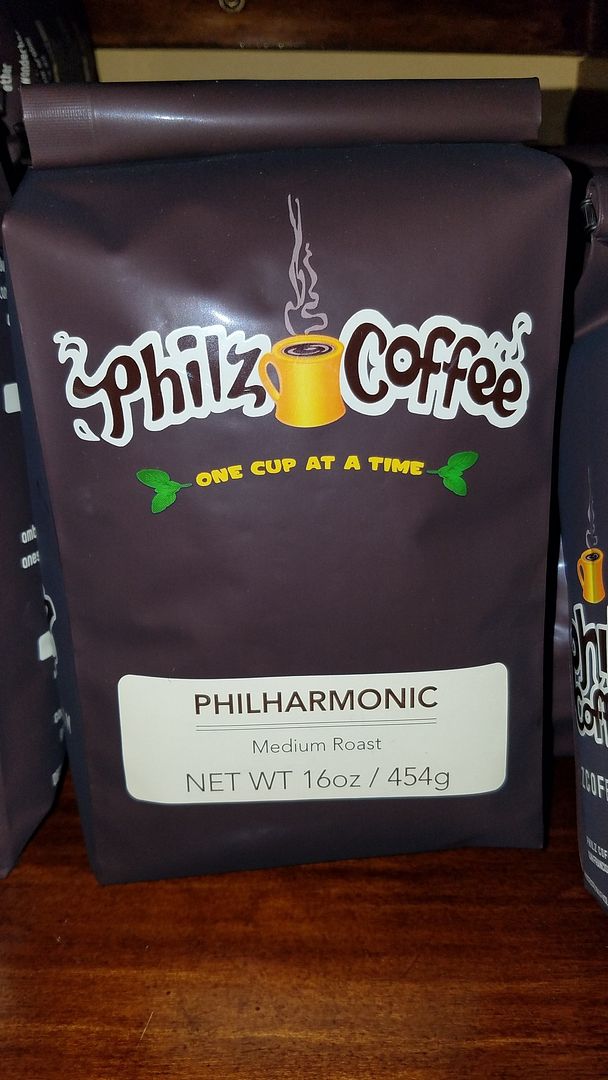 Philz Coffee
ONE CUP AT A TIME
PHILHARMONIC
Medium Roast
NET WT 16oz / 454g